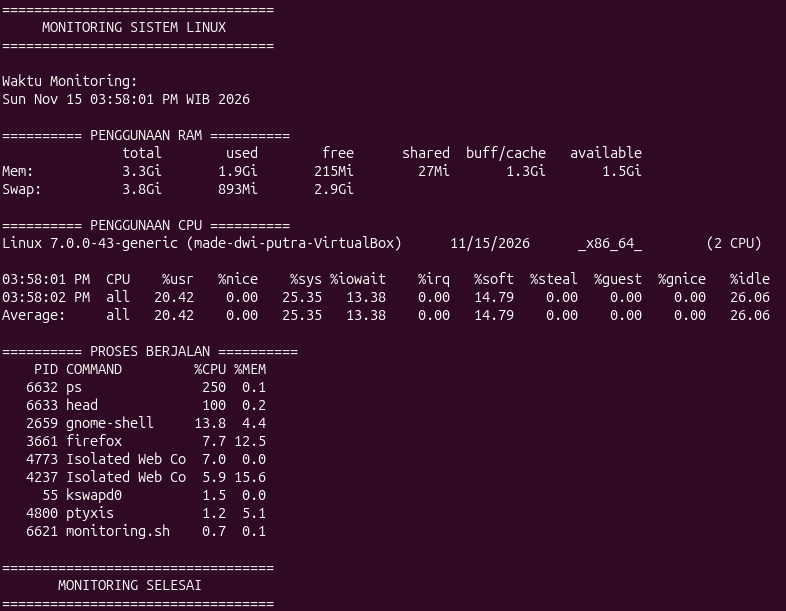 ==================================
     MONITORING SISTEM LINUX
==================================

Waktu Monitoring:
Sun Nov 15 03:58:01 PM WIB 2026

========== PENGGUNAAN RAM ==========
               total        used        free      shared  buff/cache   available
Mem:           3.3Gi       1.9Gi       215Mi        27Mi       1.3Gi       1.5Gi
Swap:          3.8Gi       893Mi       2.9Gi

========== PENGGUNAAN CPU ==========
Linux 7.0.0-43-generic (made-dwi-putra-VirtualBox)      11/15/2026      _x86_64_        (2 CPU)

03:58:01 PM  CPU    %usr   %nice    %sys %iowait    %irq   %soft  %steal  %guest  %gnice   %idle
03:58:02 PM  all   20.42    0.00   25.35   13.38    0.00   14.79    0.00    0.00    0.00   26.06
Average:     all   20.42    0.00   25.35   13.38    0.00   14.79    0.00    0.00    0.00   26.06

========== PROSES BERJALAN ==========
    PID COMMAND         %CPU %MEM
   6632 ps               250  0.1
   6633 head             100  0.2
   2659 gnome-shell     13.8  4.4
   3661 firefox          7.7 12.5
   4773 Isolated Web Co  7.0  0.0
   4237 Isolated Web Co  5.9 15.6
     55 kswapd0          1.5  0.0
   4800 ptyxis           1.2  5.1
   6621 monitoring.sh    0.7  0.1

==================================
       MONITORING SELESAI
==================================